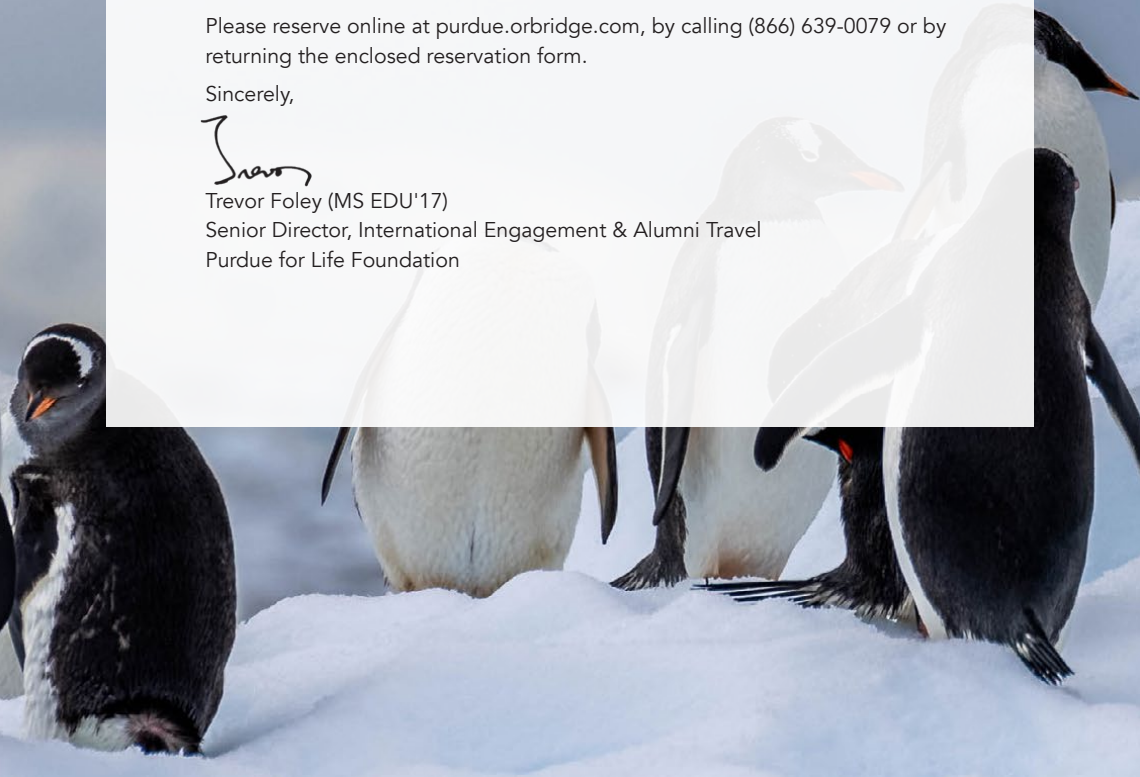 Please reserve online at purdue.orbridge.com, by calling (866) 639-0079 or by
returning the enclosed reservation form.
Sincerely,
Trevor
Trevor Foley (MS EDU'17)
Senior Director, International Engagement & Alumni Travel
Purdue for Life Foundation